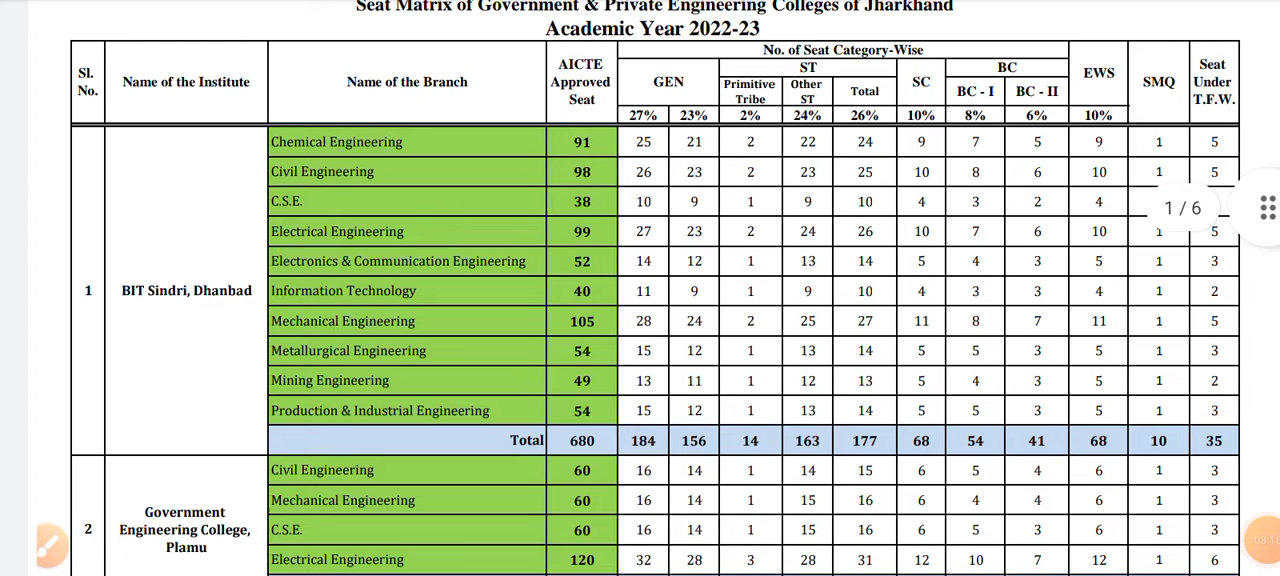 Seat Matrix of Government & Private Engineering Colleges of Jharkhand
Academic Year 2022-23
Sl. No. Name of the Institute Name of the Branch AICTE Approved Seat No. of Seat Category-Wise SMQ Seat Under T.F.W.
GEN ST SC BC EWS
Primitive Tribe Other ST Total BC - I BC - II
27% 23% 2% 24% 26% 10% 8% 6% 10%
1 BIT Sindri, Dhanbad
Chemical Engineering 91 25 21 2 22 24 9 7 5 9 1 5
Civil Engineering 98 26 23 2 23 25 10 8 6 10 1 5
C.S.E. 38 10 9 1 9 10 4 3 2 4
1 / 6
Electrical Engineering 99 27 23 2 24 26 10 7 6 10 1 5
Electronics & Communication Engineering 52 14 12 1 13 14 5 4 3 5 1 3
Information Technology 40 11 9 1 9 10 4 3 3 4 1 2
Mechanical Engineering 105 28 24 2 25 27 11 8 7 11 1 5
Metallurgical Engineering 54 15 12 1 13 14 5 5 3 5 1 3
Mining Engineering 49 13 11 1 12 13 5 4 3 5 1 2
Production & Industrial Engineering 54 15 12 1 13 14 5 5 3 5 1 3
Total 680 184 156 14 163 177 68 54 41 68 10 35
2 Government Engineering College, Plamu
Civil Engineering 60 16 14 1 14 15 6 5 4 6 1 3
Mechanical Engineering 60 16 14 1 15 16 6 4 4 6 1 3
C.S.E. 60 16 14 1 15 16 6 5 3 6 1 3
Electrical Engineering 120 32 28 3 28 31 12 10 7 12 1 6